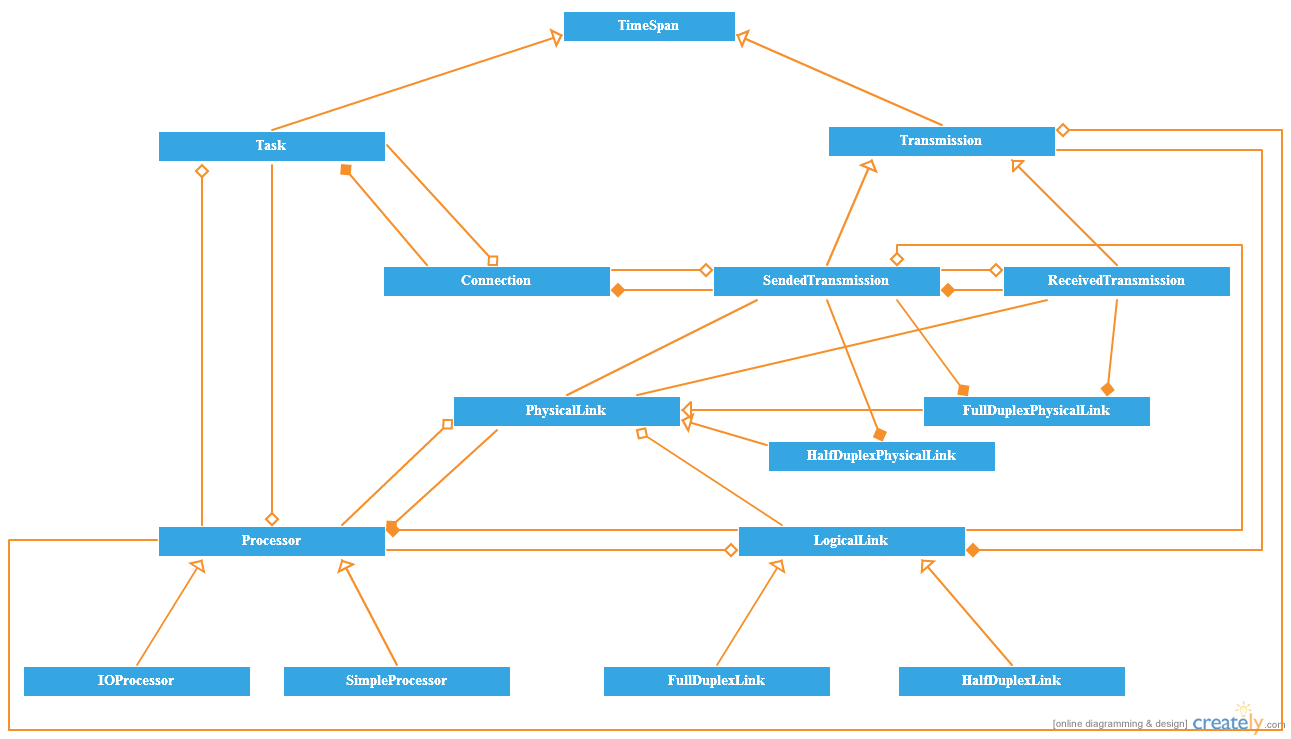 TimeSpan
Task
Transmission
Connection
SendedTransmission
ReceivedTransmission
PhysicalLink
FullDuplexPhysicalLink
HalfDuplexPhysicalLink
Processor
LogicalLink
IOProcessor
SimpleProcessor
FullDuplexLink
HalfDuplexLink
[online diagramming & design] creately.com